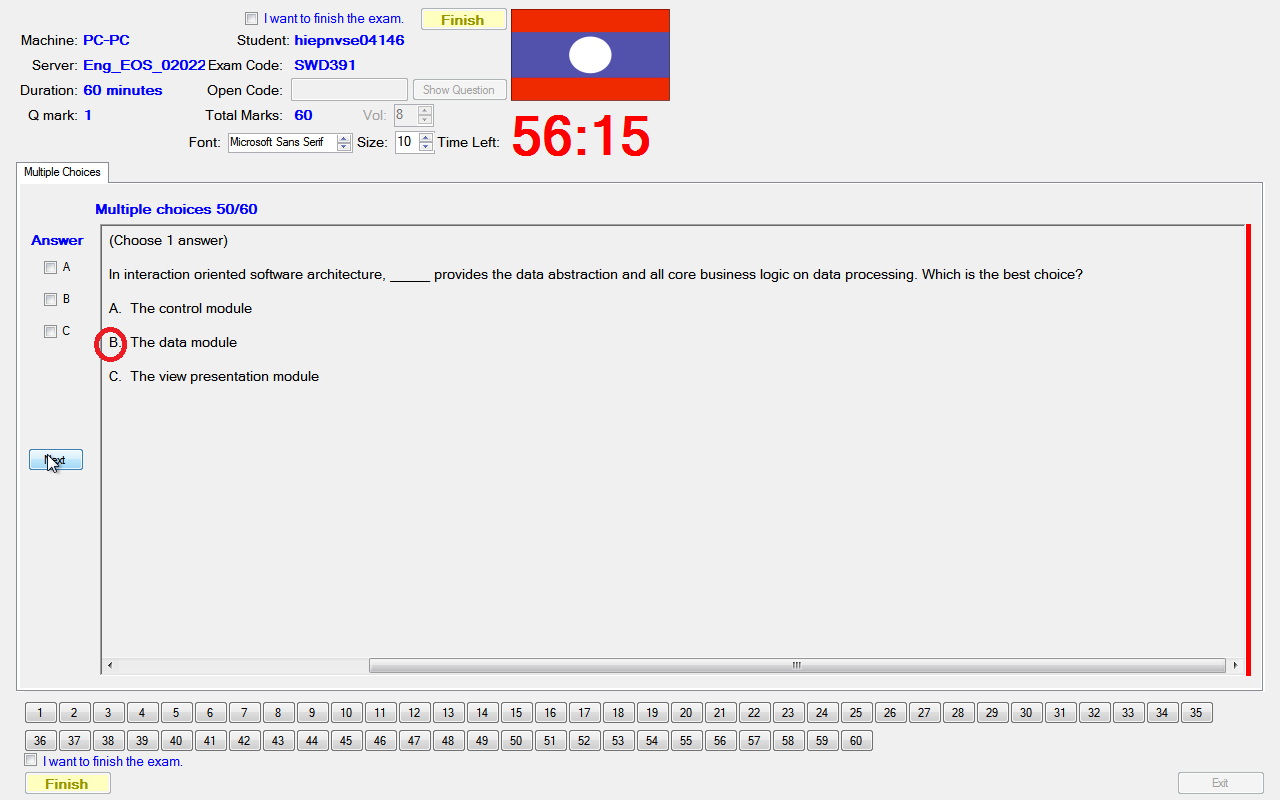 I want to finish the exam. Finish
Machine: PC-PC Student: hiepnvse04146
Server: Eng_EOS_02022 Exam Code: SWD391
Duration: 60 minutes Open Code: Show Question
Q mark: 1 Total Marks: 60 Vol: 8
Font: Microsoft Sans Serif Size: 10 Time Left: 56:15
Multiple Choices
Multiple choices 50/60
Answer
A
B
C
Next
(Choose 1 answer)
In interaction oriented software architecture, _____ provides the data abstraction and all core business logic on data processing. Which is the best choice?
A. The control module
B. The data module
C. The view presentation module
1 2 3 4 5 6 7 8 9 10 11 12 13 14 15 16 17 18 19 20 21 22 23 24 25 26 27 28 29 30 31 32 33 34 35
36 37 38 39 40 41 42 43 44 45 46 47 48 49 50 51 52 53 54 55 56 57 58 59 60
I want to finish the exam.
Finish Exit